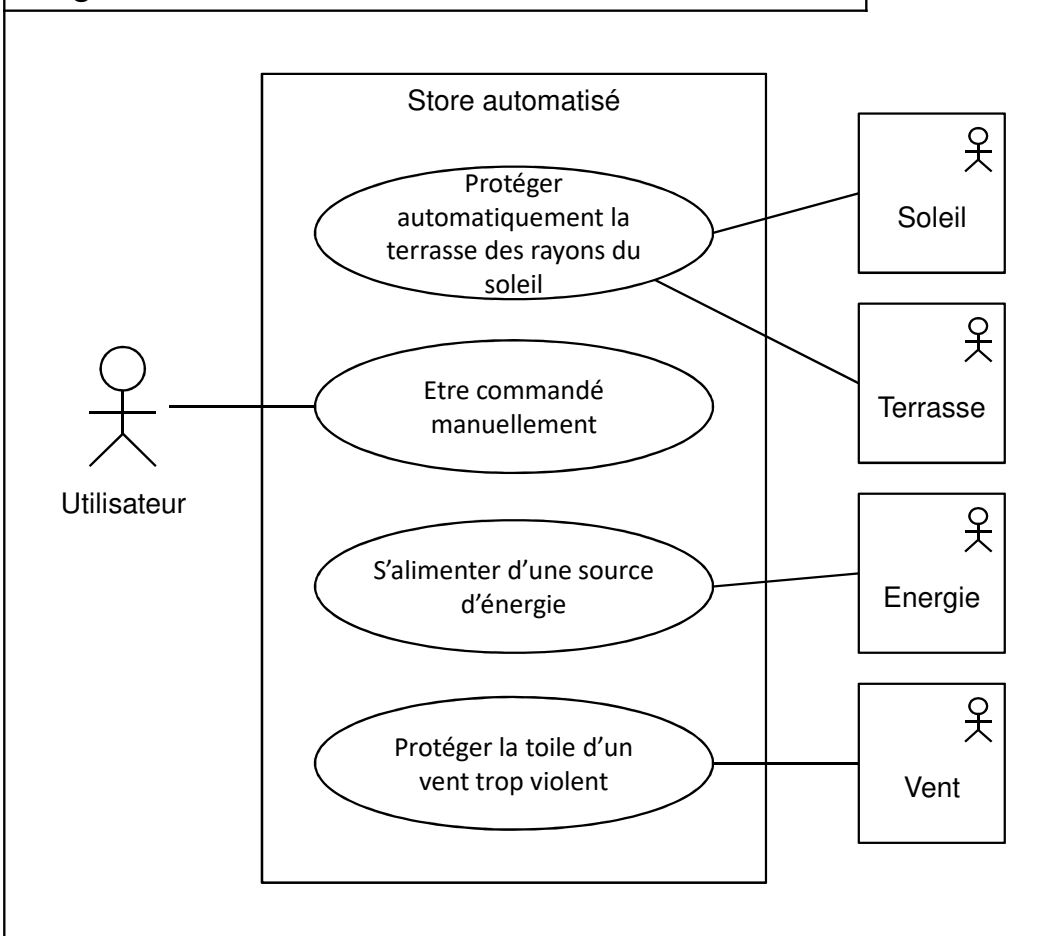 Store automatisé
Protéger
automatiquement la
terrasse des rayons du
soleil
Soleil
Etre commandé
manuellement
Terrasse
Utilisateur
S’alimenter d’une source
d’énergie
Energie
Protéger la toile d’un
vent trop violent
Vent